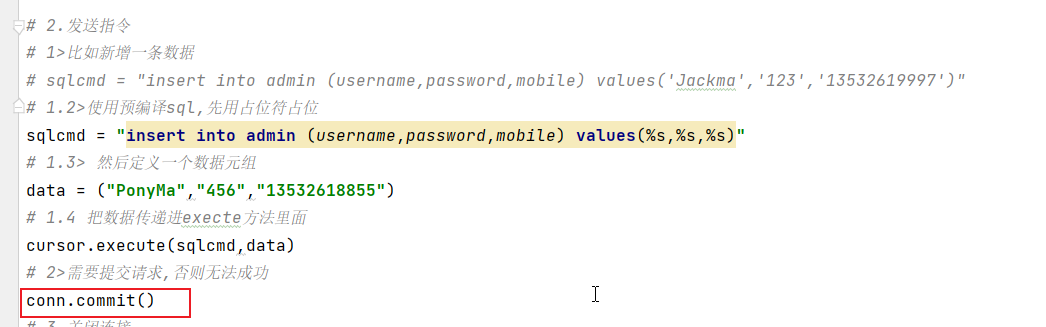 # 2.发送指令
# 1>比如新增一条数据
# sqlcmd = "insert into admin (username,password,mobile) values('Jackma','123','13532619997')"
# 1.2>使用预编译sql,先用占位符占位
sqlcmd = "insert into admin (username,password,mobile) values(%s,%s,%s)"
# 1.3> 然后定义一个数据元组
data = ("PonyMa","456","13532618855")
# 1.4 把数据传递进execte方法里面
cursor.execute(sqlcmd,data)
# 2>需要提交请求,否则无法成功
conn.commit()
# 3.关闭连接